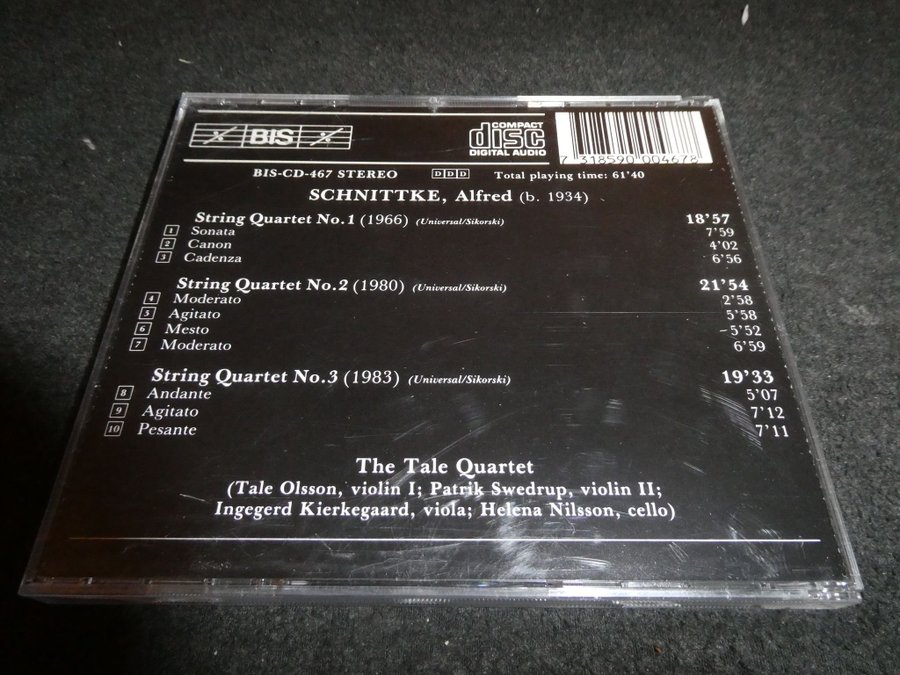 BIS
COMPACT
disc
DIGITAL AUDIO
7 318590 004678
BIS-CD-467 STEREO DDD Total playing time: 61'40
SCHNITTKE, Alfred (b. 1934)
String Quartet No.1 (1966) (Universal/Sikorski) 18'57
1 Sonata 7'59
2 Canon 4'02
3 Cadenza 6'56
String Quartet No.2 (1980) (Universal/Sikorski) 21'54
4 Moderato 2'58
5 Agitato 5'58
6 Mesto 5'52
7 Moderato 6'59
String Quartet No.3 (1983) (Universal/Sikorski) 19'33
8 Andante 5'07
9 Agitato 7'12
10 Pesante 7'11
The Tale Quartet
(Tale Olsson, violin I; Patrik Swedrup, violin II;
Ingegerd Kierkegaard, viola; Helena Nilsson, cello)